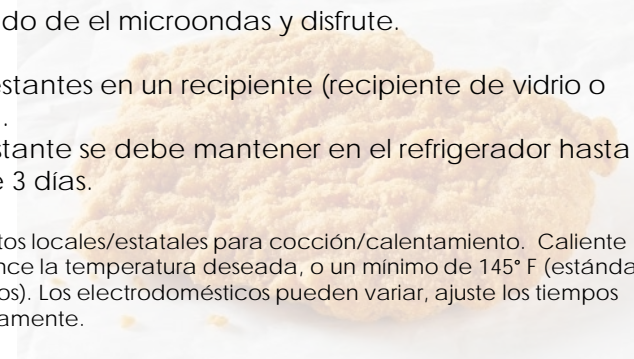 do de el microondas y disfrute.
stantes en un recipiente (recipiente de vidrio o
.
stante se debe mantener en el refrigerador hasta
e 3 días.
tos locales/estatales para cocción/calentamiento. Caliente
nce la temperatura deseada, o un mínimo de 145° F (estánda
os). Los electrodomésticos pueden variar, ajuste los tiempos
amente.